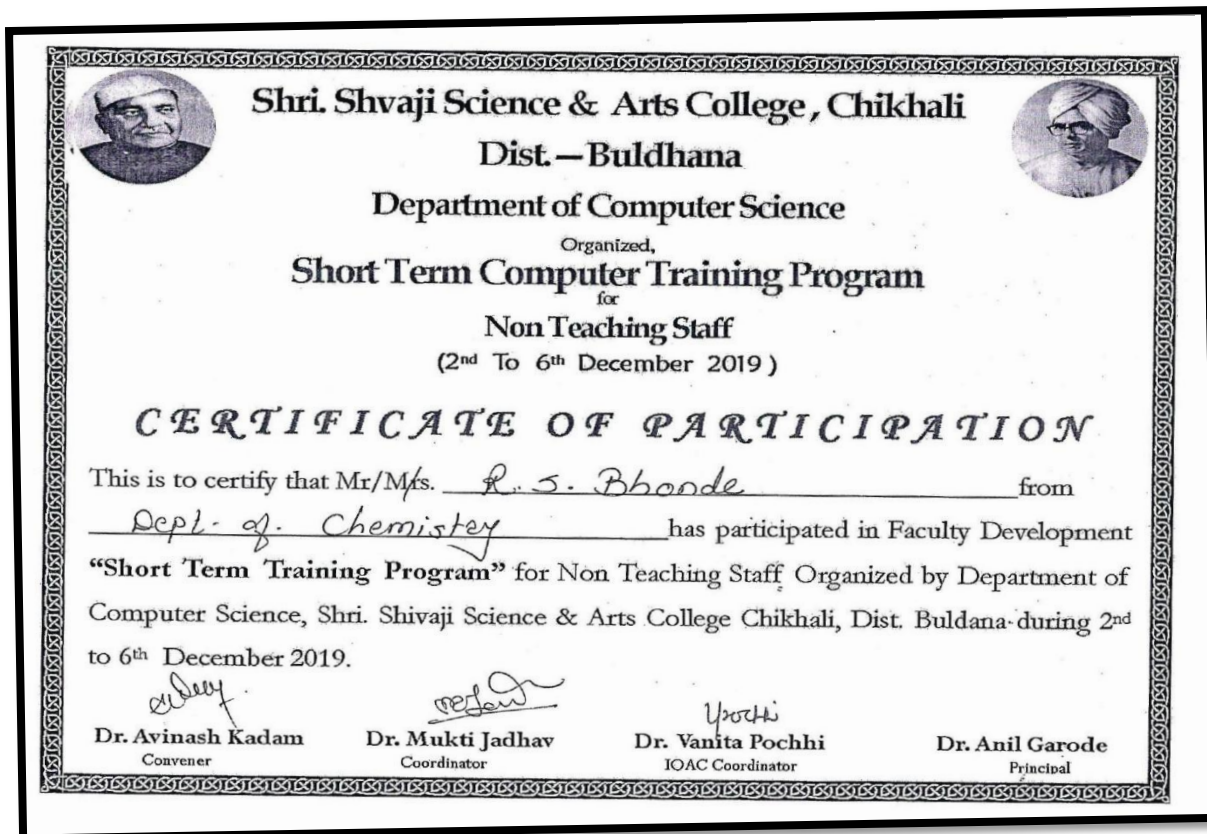 Shri. Shvaji Science & Arts College, Chikhali
Dist.—Buldhana
Department of Computer Science
Organized,
Short Term Computer Training Program
for
Non Teaching Staff
(2nd To 6th December 2019)
CERTIFICATE OF PARTICIPATION
This is to certify that Mr/M/s. R. S. Bhonde from
Dept. of. Chemistry has participated in Faculty Development
“Short Term Training Program” for Non Teaching Staff Organized by Department of
Computer Science, Shri. Shivaji Science & Arts College Chikhali, Dist. Buldana during 2nd
to 6th December 2019.
Dr. Avinash Kadam Dr. Mukti Jadhav Dr. Vanita Pochhi Dr. Anil Garode
Convener Coordinator IOAC Coordinator Principal